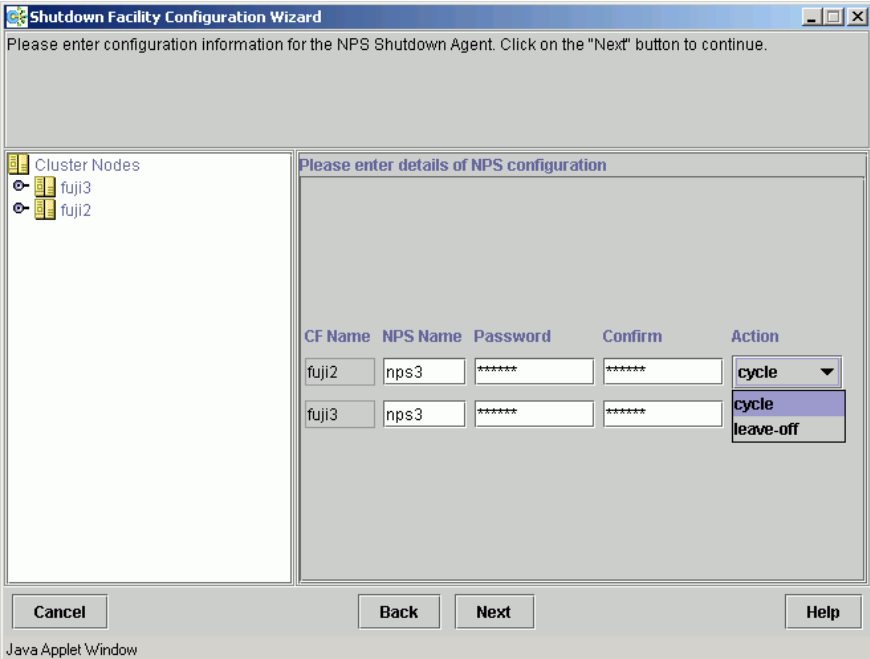 Shutdown Facility Configuration Wizard
Please enter configuration information for the NPS Shutdown Agent. Click on the "Next" button to continue.
Cluster Nodes
fuji3
fuji2
Please enter details of NPS configuration
CF Name NPS Name Password Confirm Action
fuji2 nps3 ****** ****** cycle
cycle
fuji3 nps3 ****** ******
leave-off
Cancel Back Next Help
Java Applet Window